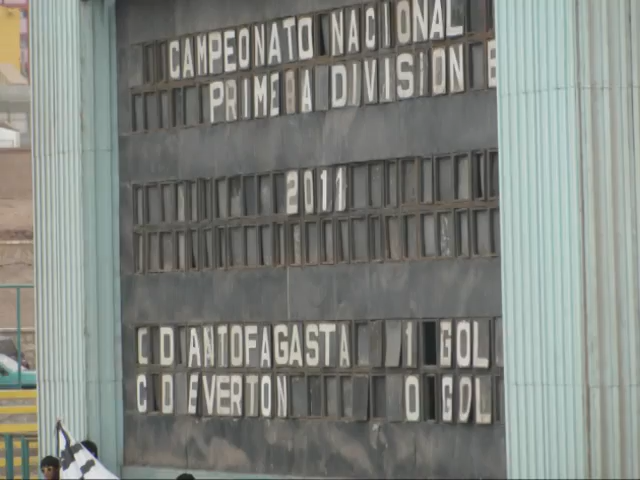 CAMPEONATO NACIONAL
PRIMERA DIVISION B
2011
C D ANTOFAGASTA 1 GOL
C D EVERTON 0 GOL